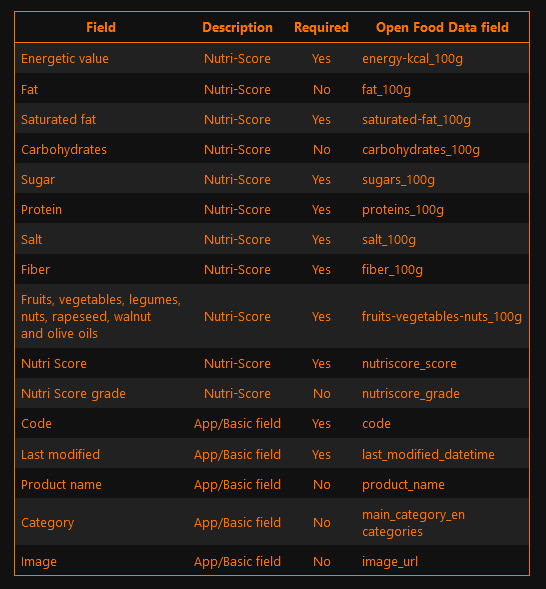 Field Description Required Open Food Data field
Energetic value Nutri-Score Yes energy-kcal_100g
Fat Nutri-Score No fat_100g
Saturated fat Nutri-Score Yes saturated-fat_100g
Carbohydrates Nutri-Score No carbohydrates_100g
Sugar Nutri-Score Yes sugars_100g
Protein Nutri-Score Yes proteins_100g
Salt Nutri-Score Yes salt_100g
Fiber Nutri-Score Yes fiber_100g
Fruits, vegetables, legumes,
nuts, rapeseed, walnut Nutri-Score Yes fruits-vegetables-nuts_100g
and olive oils
Nutri Score Nutri-Score Yes nutriscore_score
Nutri Score grade Nutri-Score No nutriscore_grade
Code App/Basic field Yes code
Last modified App/Basic field Yes last_modified_datetime
Product name App/Basic field No product_name
Category App/Basic field No main_category_en
categories
Image App/Basic field No image_url